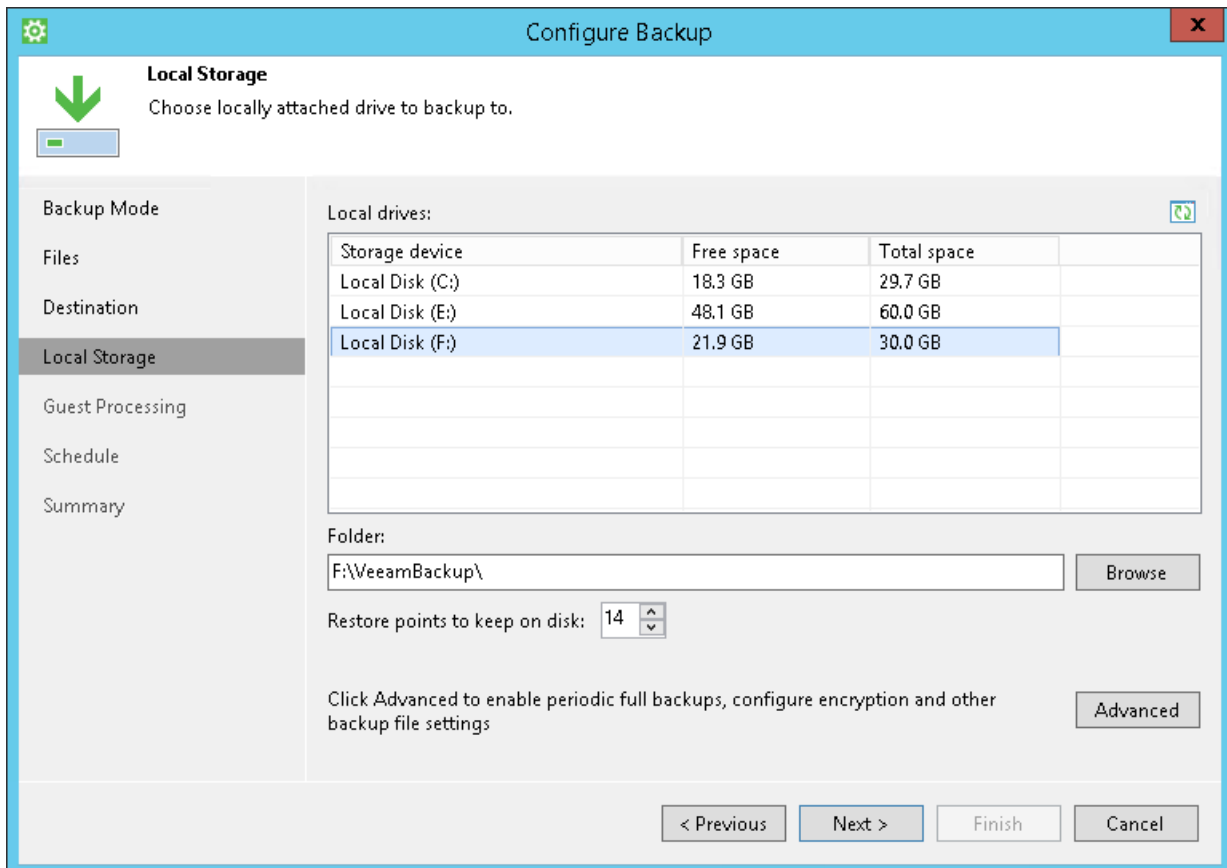 Configure Backup
x
Local Storage
Choose locally attached drive to backup to.
Backup Mode
Files
Destination
Local Storage
Guest Processing
Schedule
Summary
Local drives:
Storage device Free space Total space
Local Disk (C:) 18.3 GB 29.7 GB
Local Disk (E:) 48.1 GB 60.0 GB
Local Disk (F:) 21.9 GB 30.0 GB
Folder:
F:\VeeamBackup\ Browse
Restore points to keep on disk: 14
Click Advanced to enable periodic full backups, configure encryption and other
backup file settings
Advanced
< Previous Next > Finish Cancel